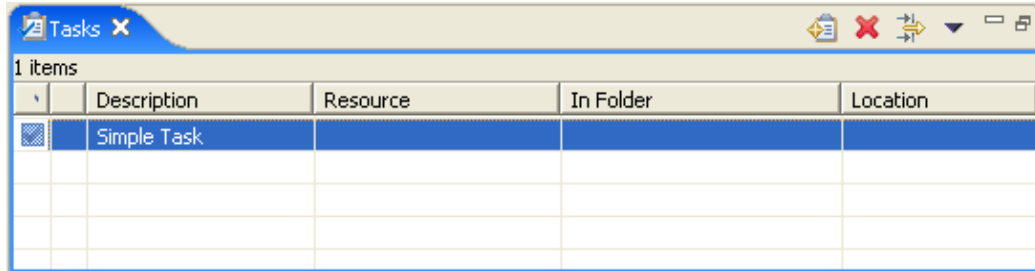 Tasks
1 items
Description Resource In Folder Location
Simple Task